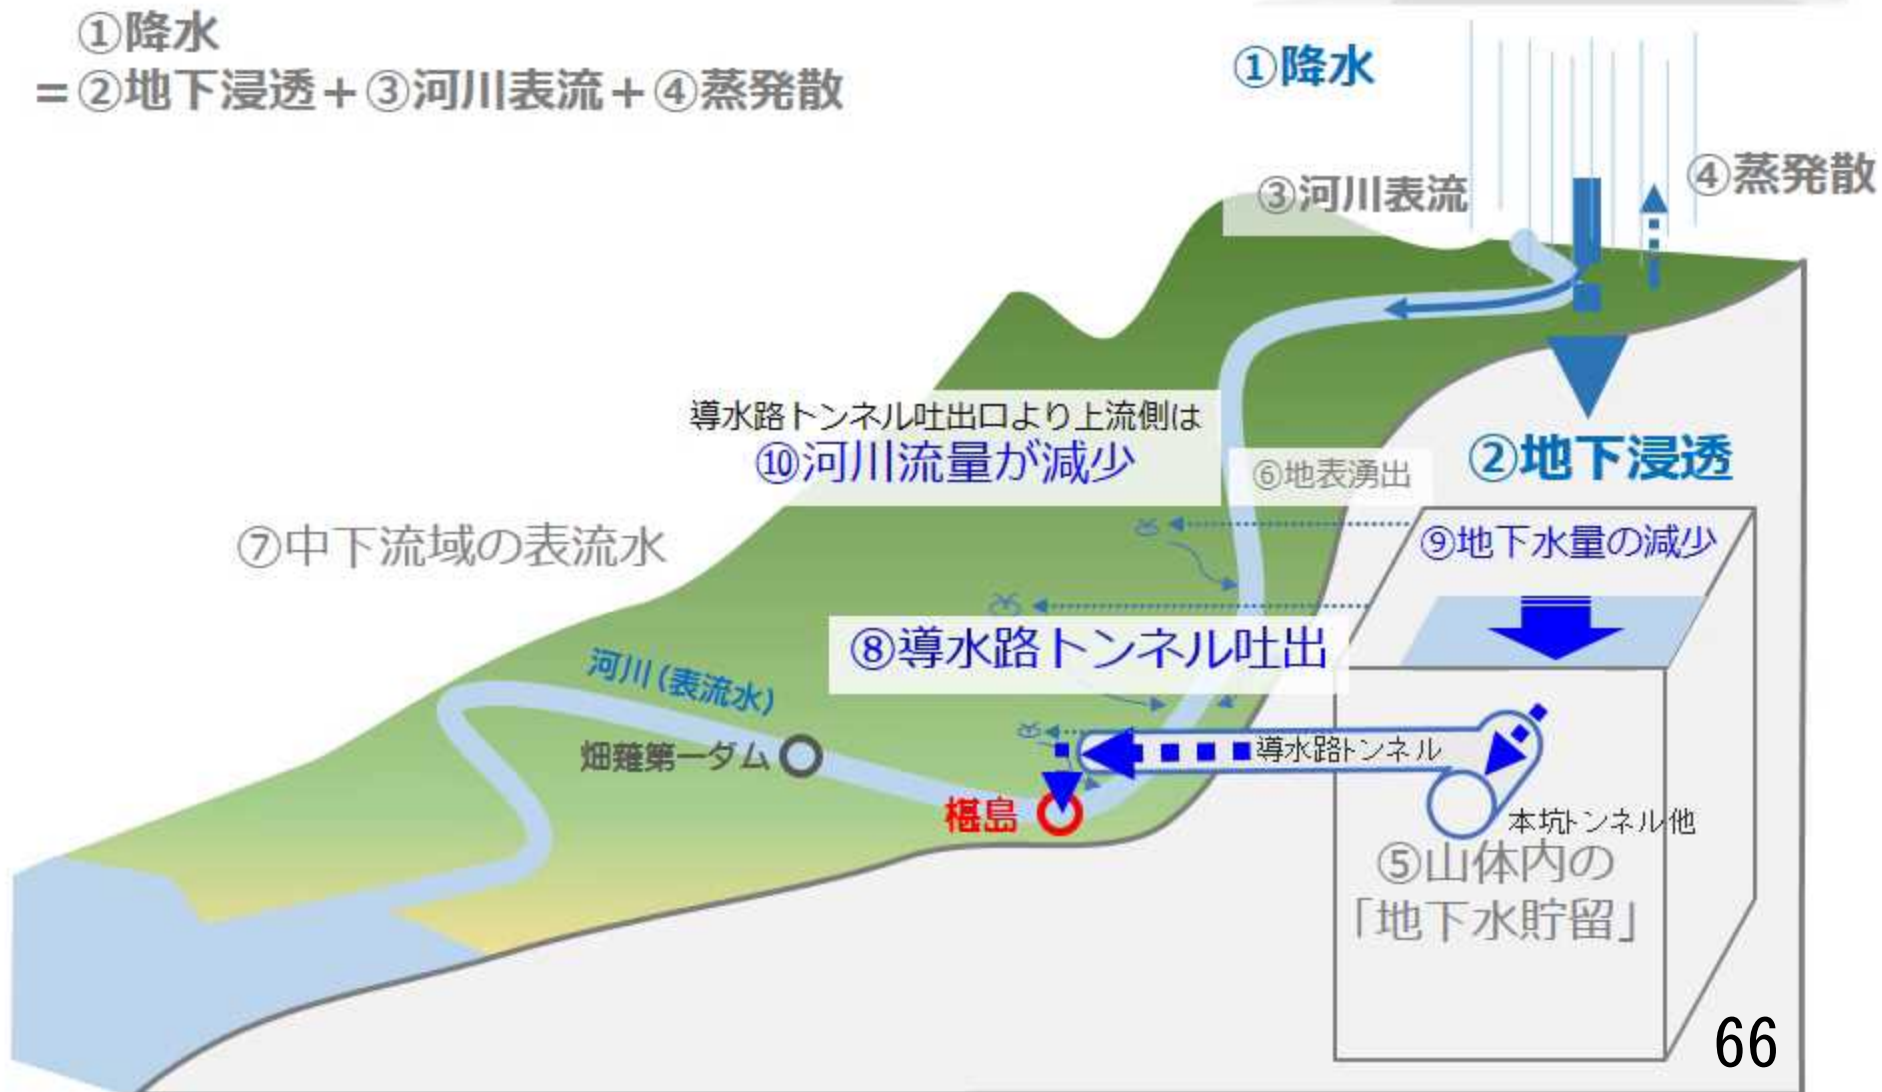 ①降水
=②地下浸透+③河川表流+④蒸発散
①降水
③河川表流
④蒸発散
導水路トンネル吐出口より上流側は
⑩河川流量が減少
⑥地表湧出
②地下浸透
⑨地下水量の減少
⑦中下流域の表流水
⑧導水路トンネル吐出
河川(表流水)
畑薙第一ダム
導水路トンネル
椹島
本坑トンネル他
⑤山体内の
「地下水貯留」
66